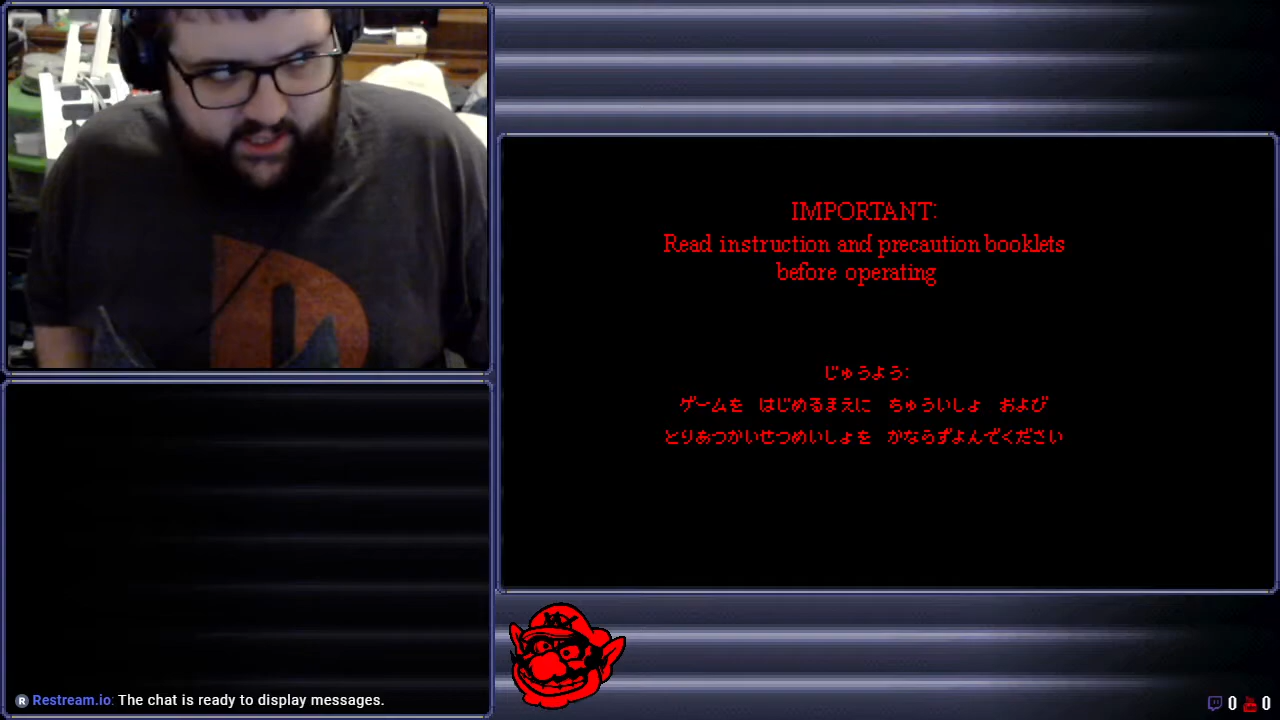 IMPORTANT:
Read instruction and precaution booklets
before operating
じゅうよう:
ゲームを　はじめるまえに　ちゅういしょ　および
とりあつかいせつめいしょを　かならずよんでください
Restream.io: The chat is ready to display messages.
0 0